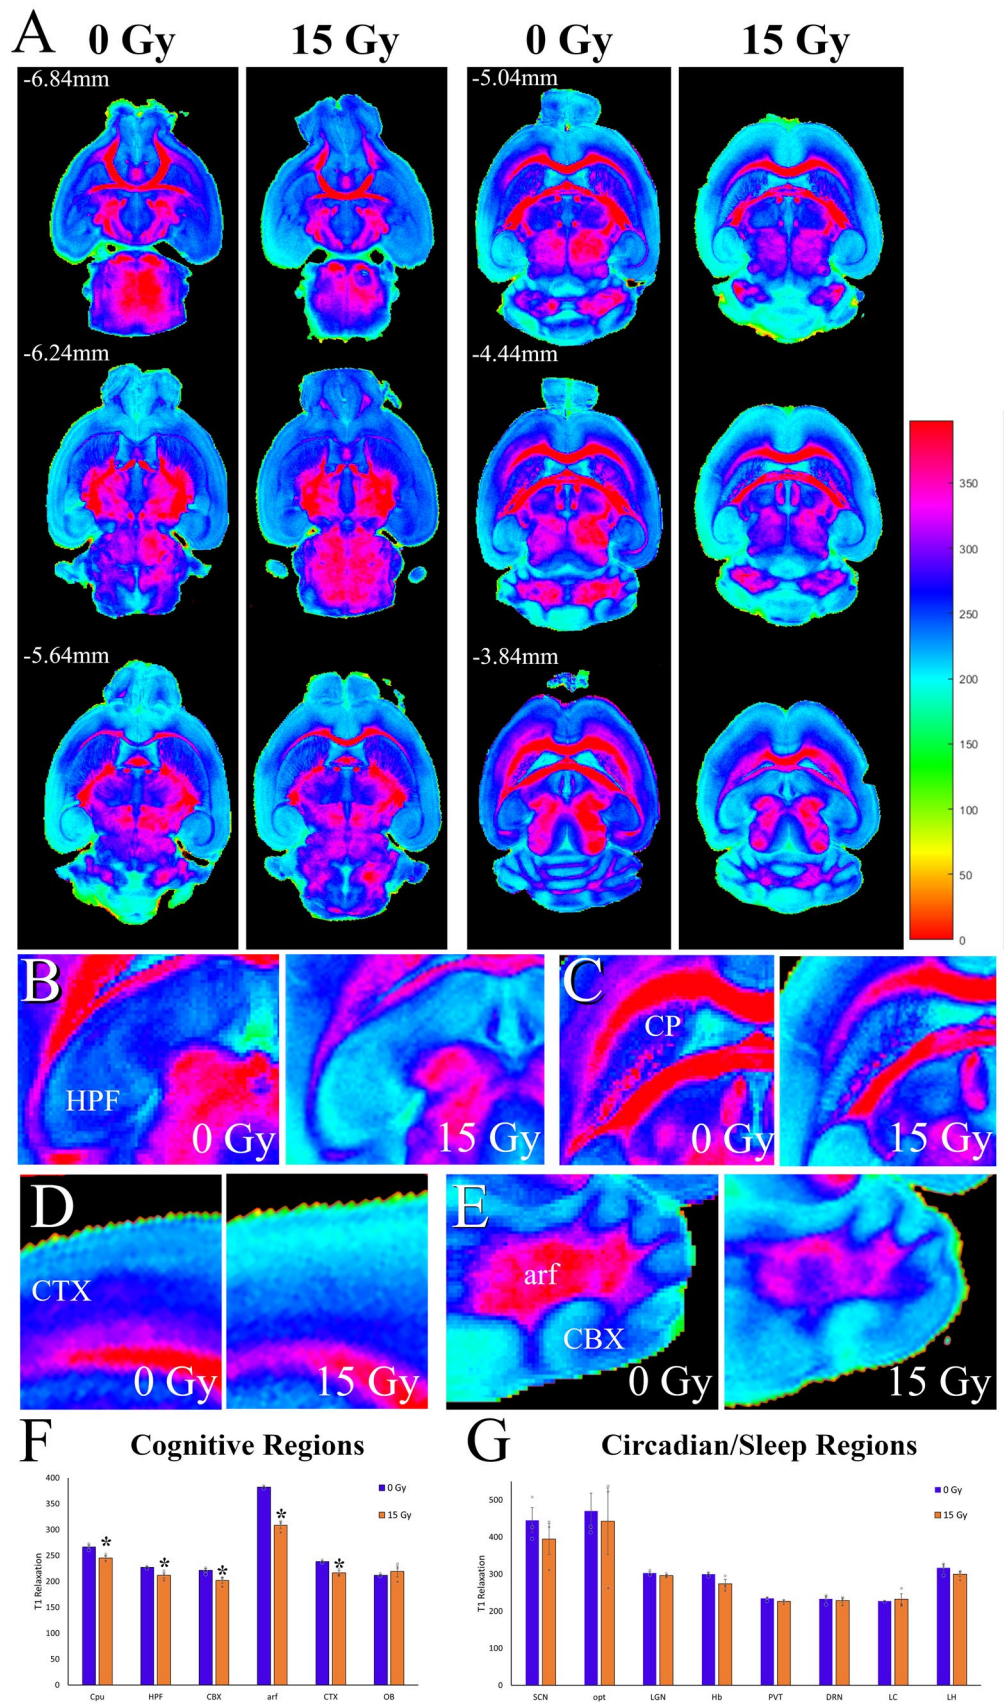 A
0 Gy
15 Gy
0 Gy
15 Gy
-6.84mm
-5.04mm
-6.24mm
-4.44mm
-5.64mm
-3.84mm
350
300
250
200
150
100
50
0
B
HPF
0 Gy
15 Gy
C
CP
0 Gy
15 Gy
D
CTX
0 Gy
15 Gy
E
arf
CBX
0 Gy
15 Gy
F
Cognitive Regions
T1 Relaxation
400
350
300
250
200
150
100
50
0
0 Gy
15 Gy
*
*
*
*
*
Cpu
HPF
CBX
arf
CTX
OB
G
Circadian/Sleep Regions
T1 Relaxation
500
400
300
200
100
0
0 Gy
15 Gy
SCN
opt
LGN
Hb
PVT
DRN
LC
LH